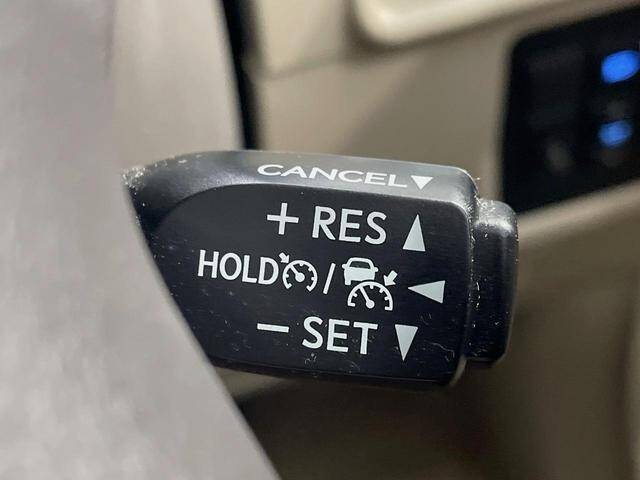 CANCEL▼
+ RES ▲
HOLD / ◀
− SET ▼